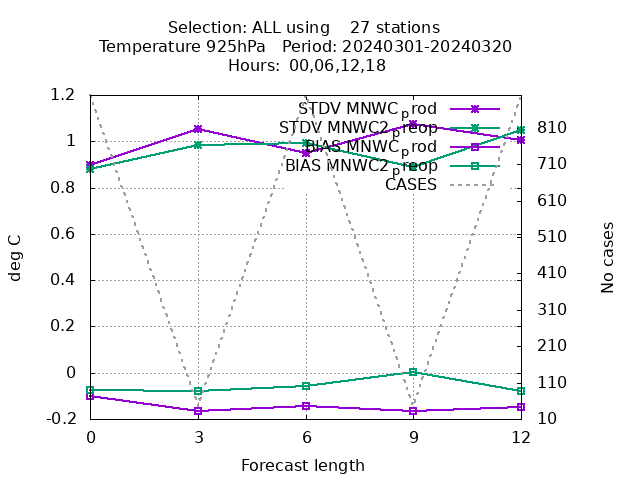 Selection: ALL using    27 stations
Temperature 925hPa   Period: 20240301-20240320
Hours: 00,06,12,18
1.2
1
0.8
0.6
0.4
0.2
0
-0.2
deg C
STDV MNWC_prod
STDV MNWC2_preop
BIAS MNWC_prod
BIAS MNWC2_preop
CASES
810
710
610
510
410
310
210
110
10
No cases
0 3 6 9 12
Forecast length